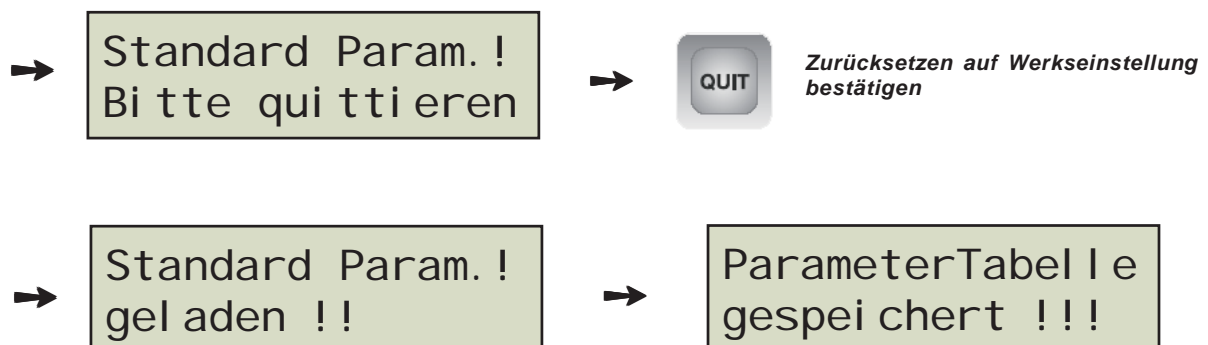 Standard Param.!
Bitte quittieren
QUIT
Zurücksetzen auf Werkseinstellung
bestätigen
Standard Param.!
geladen !!
ParameterTabelle
gespeichert !!!